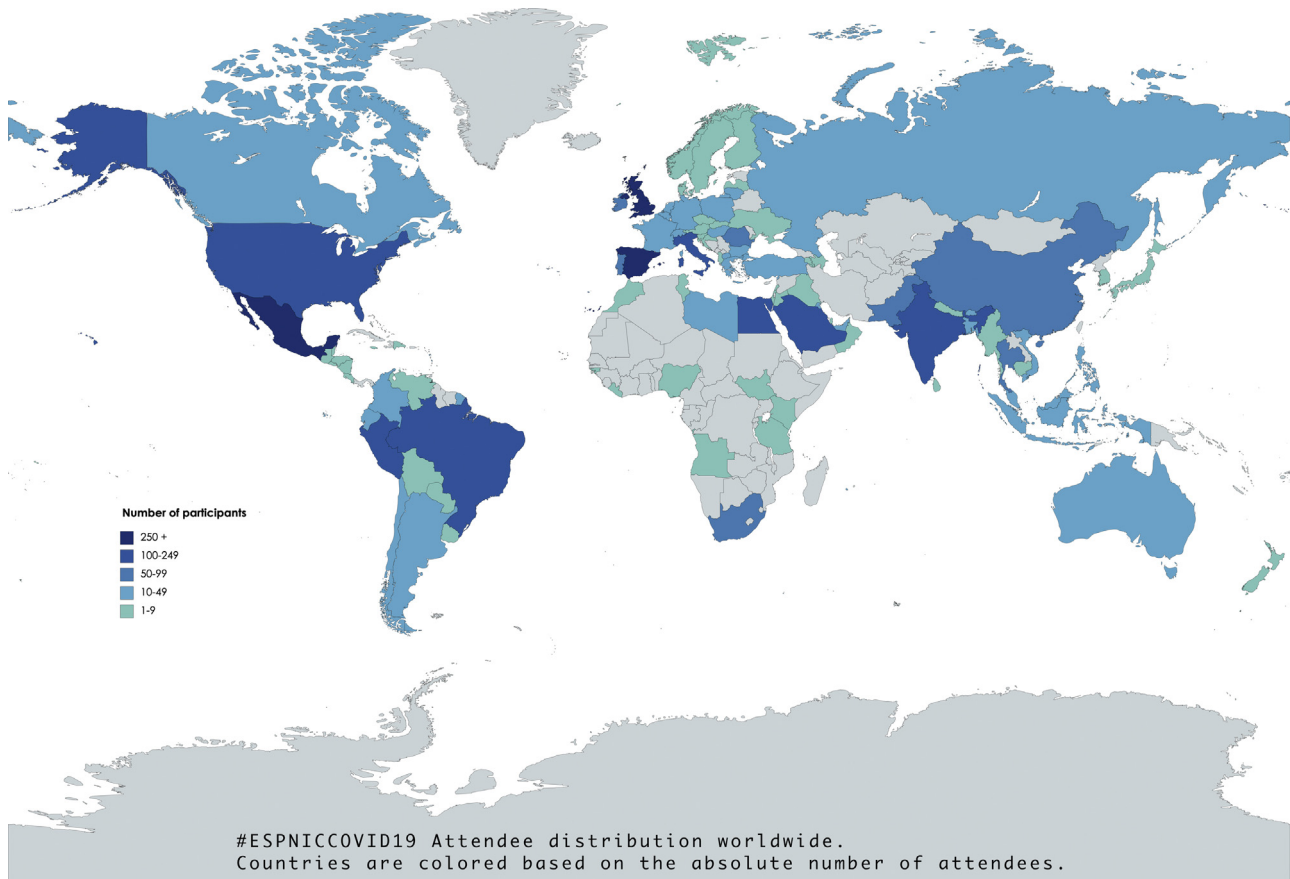 Number of participants
250 +
100-249
50-99
10-49
1-9
#ESPNICCOVID19 Attendee distribution worldwide.
Countries are colored based on the absolute number of attendees.